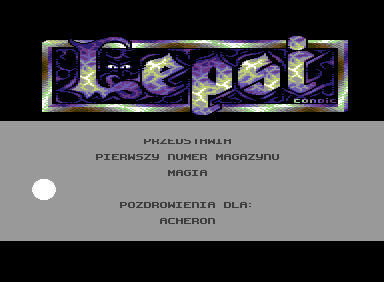 Lepsi
CONDIC
PRZEDSTAWIA
PIERWSZY NUMER MAGAZYNU
MAGIA
POZDROWIENIA DLA:
ACHERON